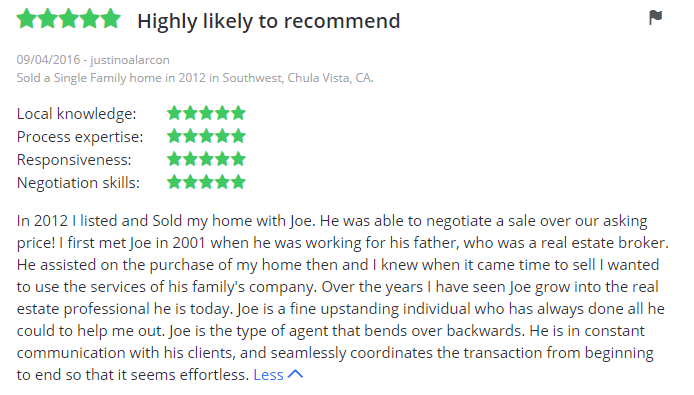 Highly likely to recommend
09/04/2016 - justinoalarcon
Sold a Single Family home in 2012 in Southwest, Chula Vista, CA.
Local knowledge:
Process expertise:
Responsiveness:
Negotiation skills:
In 2012 I listed and Sold my home with Joe. He was able to negotiate a sale over our asking
price! I first met Joe in 2001 when he was working for his father, who was a real estate broker.
He assisted on the purchase of my home then and I knew when it came time to sell I wanted
to use the services of his family's company. Over the years I have seen Joe grow into the real
estate professional he is today. Joe is a fine upstanding individual who has always done all he
could to help me out. Joe is the type of agent that bends over backwards. He is in constant
communication with his clients, and seamlessly coordinates the transaction from beginning
to end so that it seems effortless. Less